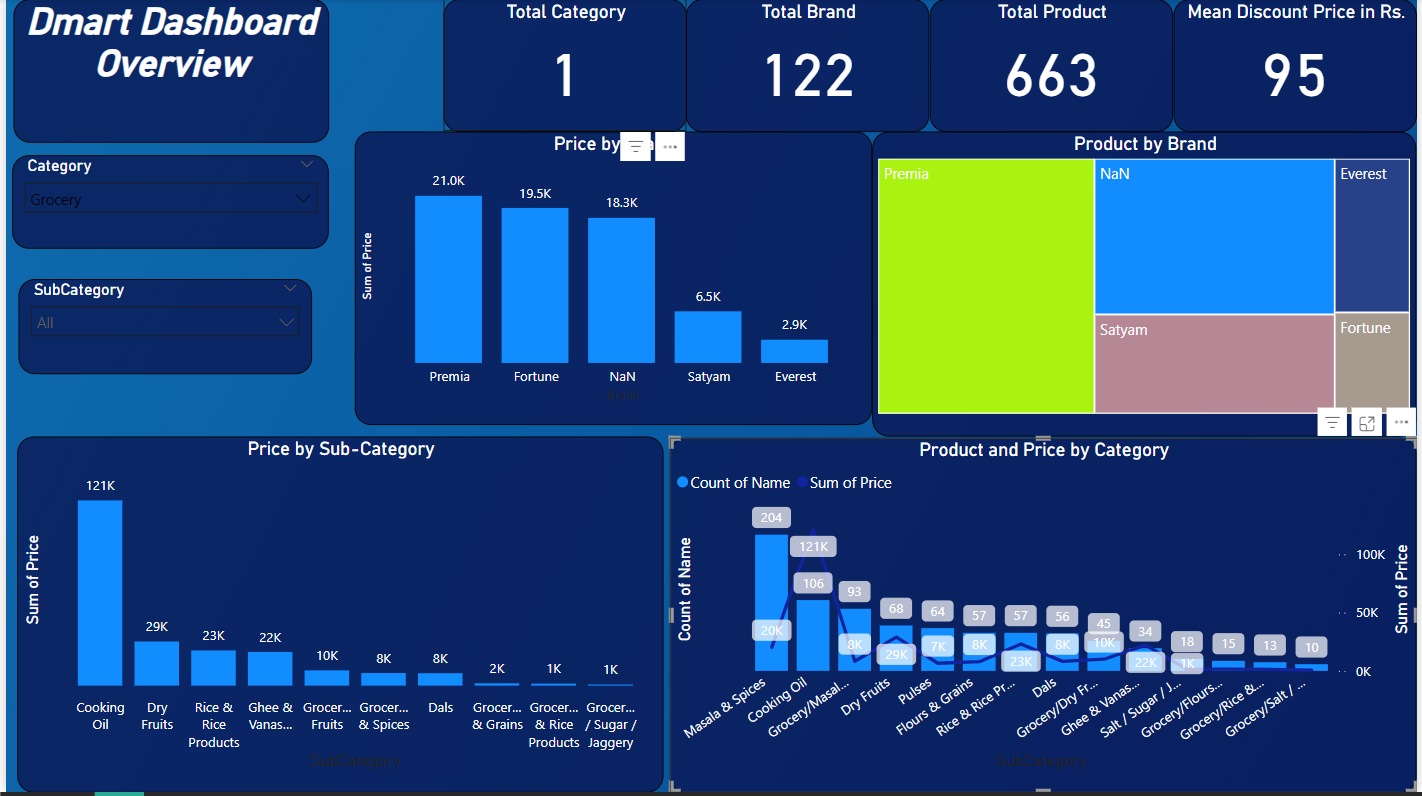 Dmart Dashboard
Overview
Total Category
1
Total Brand
122
Total Product
663
Mean Discount Price in Rs.
95
Category
Grocery
SubCategory
All
Price by
Sum of Price
21.0K
19.5K
18.3K
6.5K
2.9K
Premia
Fortune
NaN
Satyam
Everest
Brand
Product by Brand
Premia
NaN
Everest
Satyam
Fortune
Price by Sub-Category
Sum of Price
121K
29K
23K
22K
10K
8K
8K
2K
1K
1K
Cooking
Oil
Dry
Fruits
Rice &
Rice
Products
Ghee &
Vanas...
Grocer...
Fruits
Grocer...
& Spices
Dals
Grocer...
& Grains
Grocer...
& Rice
Products
Grocer...
/ Sugar /
Jaggery
SubCategory
Product and Price by Category
Count of Name Sum of Price
Count of Name
204
121K
106
93
68
64
57
57
56
45
34
18
15
13
10
20K
8K
29K
7K
8K
23K
8K
10K
22K
1K
100K
50K
0K
Sum of Price
Masala & Spices
Cooking Oil
Grocery/Masal...
Dry Fruits
Pulses
Flours & Grains
Rice & Rice Pr...
Dals
Grocery/Dry Fr...
Ghee & Vanas...
Salt / Sugar / J...
Grocery/Flours...
Grocery/Rice &...
Grocery/Salt / ...
SubCategory